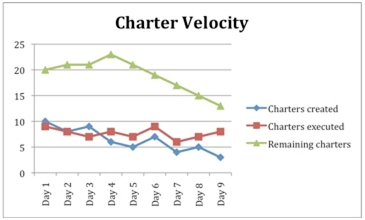 Charter Velocity
25
20
15
10
5
0
Day 1
Day 2
Day 3
Day 4
Day 5
Day 6
Day 7
Day 8
Day 9
Charters created
Charters executed
Remaining charters